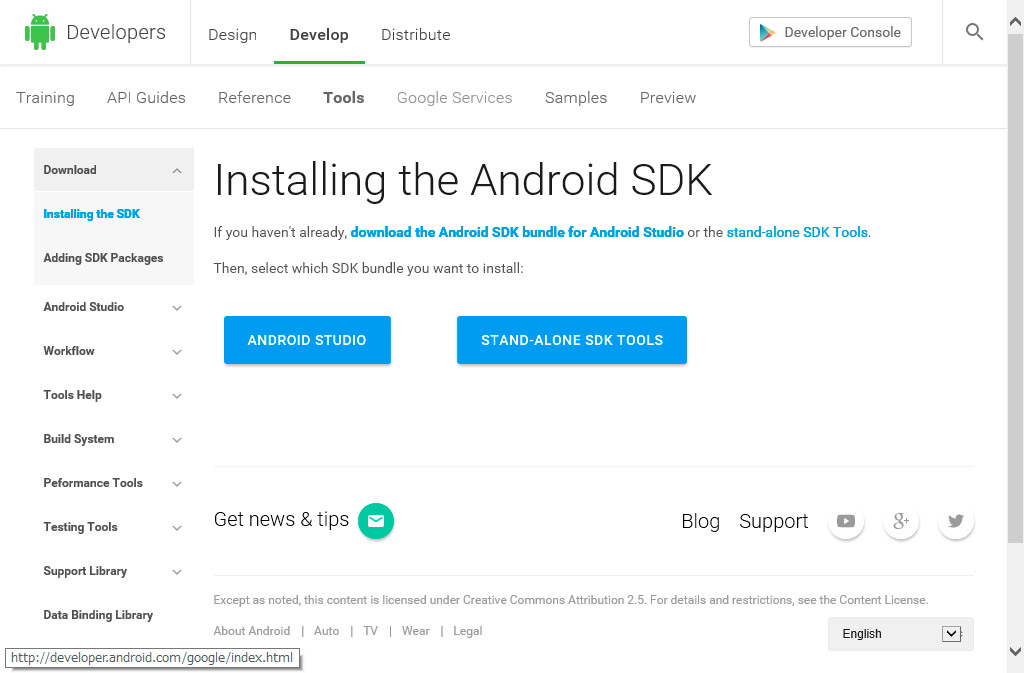 Developers
Design Develop Distribute
Developer Console
Training API Guides Reference Tools Google Services Samples Preview
Download
Installing the SDK
Adding SDK Packages
Android Studio
Workflow
Tools Help
Build System
Peformance Tools
Testing Tools
Support Library
Data Binding Library
Installing the Android SDK
If you haven't already, download the Android SDK bundle for Android Studio or the stand-alone SDK Tools.
Then, select which SDK bundle you want to install:
ANDROID STUDIO STAND-ALONE SDK TOOLS
Get news & tips
Blog Support
g+
Except as noted, this content is licensed under Creative Commons Attribution 2.5. For details and restrictions, see the Content License.
About Android | Auto | TV | Wear | Legal
English
http://developer.android.com/google/index.html